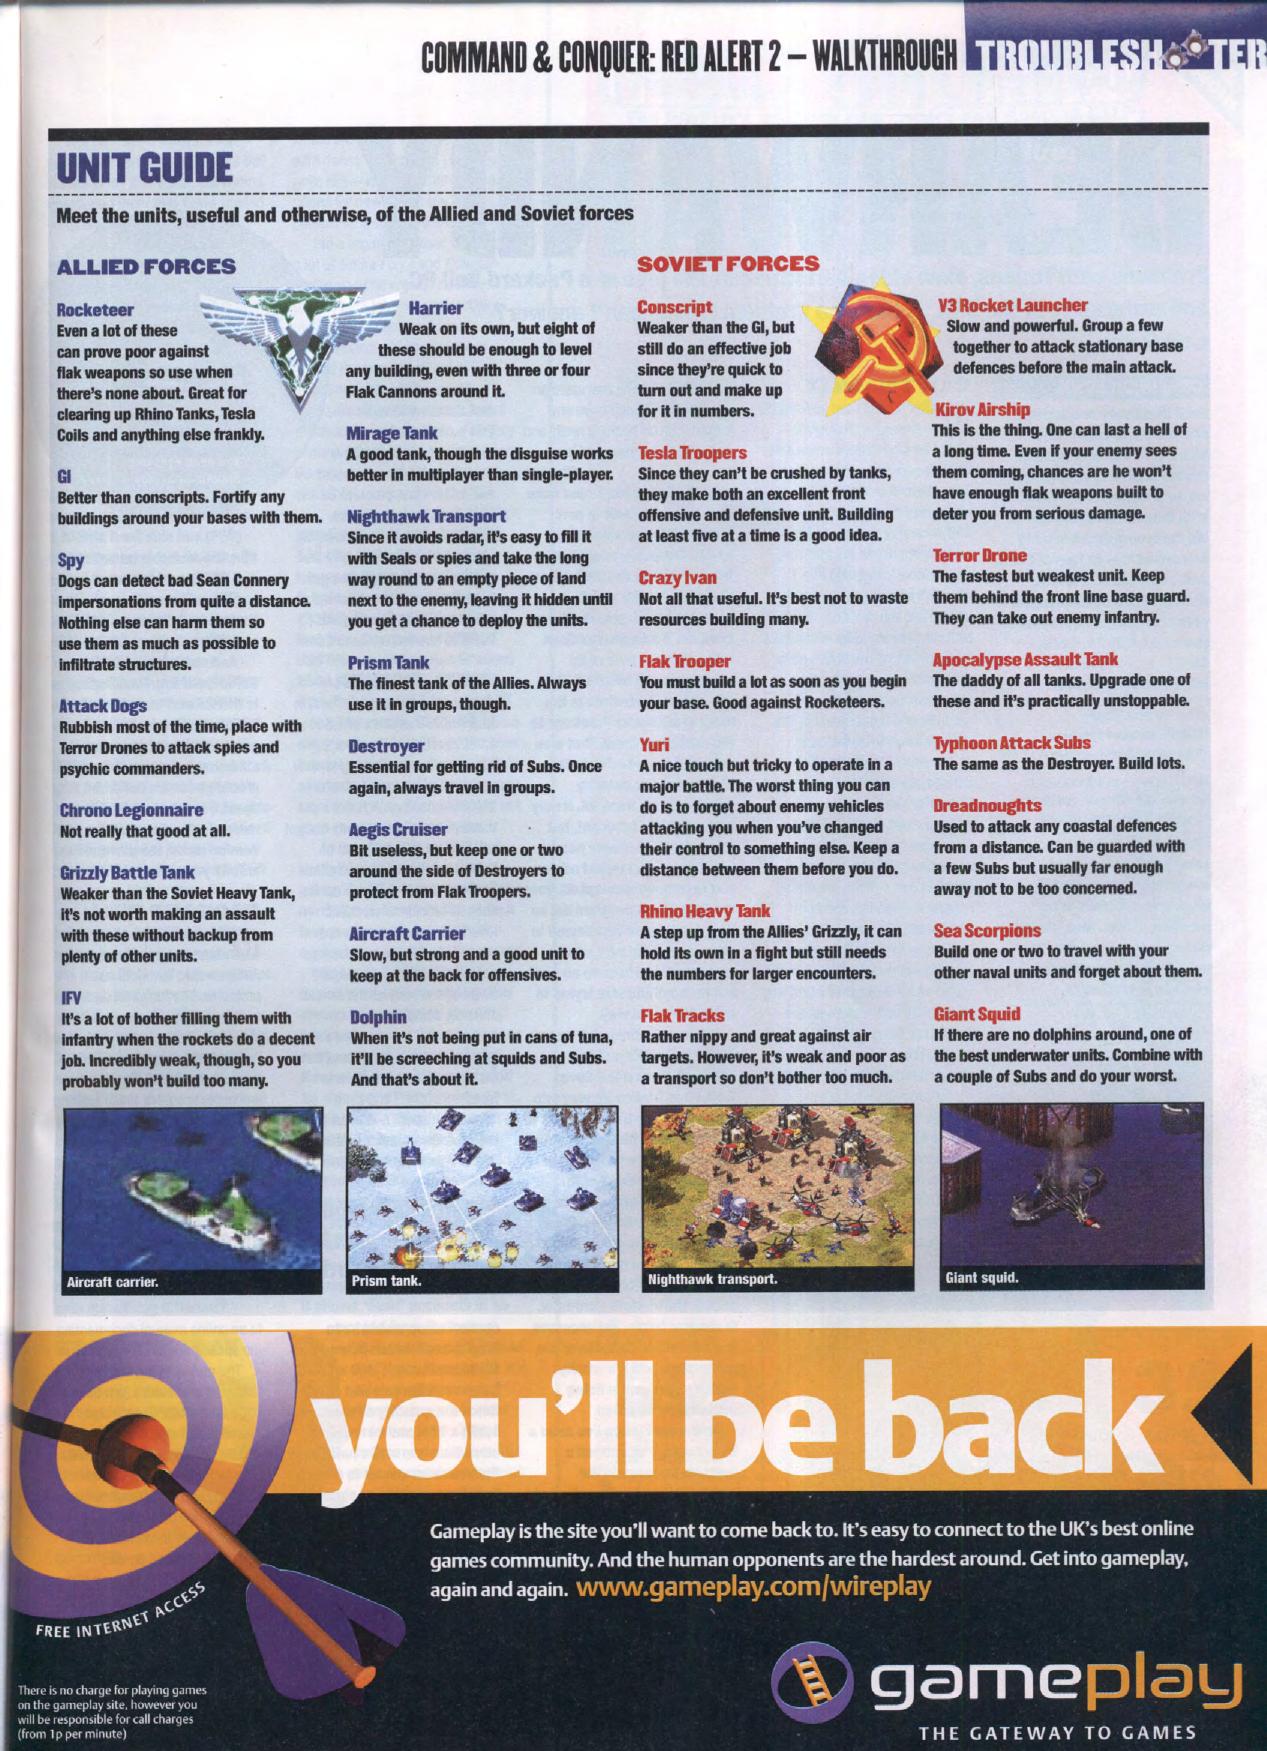 COMMAND & CONQUER: RED ALERT 2 – WALKTHROUGH
TROUBLESHOOTER
UNIT GUIDE
Meet the units, useful and otherwise, of the Allied and Soviet forces
ALLIED FORCES
Rocketeer
Even a lot of these
can prove poor against
flak weapons so use when
there's none about. Great for
clearing up Rhino Tanks, Tesla
Coils and anything else frankly.
GI
Better than conscripts. Fortify any
buildings around your bases with them.
Spy
Dogs can detect bad Sean Connery
impersonations from quite a distance.
Nothing else can harm them so
use them as much as possible to
infiltrate structures.
Attack Dogs
Rubbish most of the time, place with
Terror Drones to attack spies and
psychic commanders.
Chrono Legionnaire
Not really that good at all.
Grizzly Battle Tank
Weaker than the Soviet Heavy Tank,
it's not worth making an assault
with these without backup from
plenty of other units.
IFV
It's a lot of bother filling them with
infantry when the rockets do a decent
job. Incredibly weak, though, so you
probably won't build too many.
Harrier
Weak on its own, but eight of
these should be enough to level
any building, even with three or four
Flak Cannons around it.
Mirage Tank
A good tank, though the disguise works
better in multiplayer than single-player.
Nighthawk Transport
Since it avoids radar, it's easy to fill it
with Seals or spies and take the long
way round to an empty piece of land
next to the enemy, leaving it hidden until
you get a chance to deploy the units.
Prism Tank
The finest tank of the Allies. Always
use it in groups, though.
Destroyer
Essential for getting rid of Subs. Once
again, always travel in groups.
Aegis Cruiser
Bit useless, but keep one or two
around the side of Destroyers to
protect from Flak Troopers.
Aircraft Carrier
Slow, but strong and a good unit to
keep at the back for offensives.
Dolphin
When it's not being put in cans of tuna,
it'll be screeching at squids and Subs.
And that's about it.
SOVIET FORCES
Conscript
Weaker than the GI, but
still do an effective job
since they're quick to
turn out and make up
for it in numbers.
Tesla Troopers
Since they can't be crushed by tanks,
they make both an excellent front
offensive and defensive unit. Building
at least five at a time is a good idea.
Crazy Ivan
Not all that useful. It's best not to waste
resources building many.
Flak Trooper
You must build a lot as soon as you begin
your base. Good against Rocketeers.
Yuri
A nice touch but tricky to operate in a
major battle. The worst thing you can
do is to forget about enemy vehicles
attacking you when you've changed
their control to something else. Keep a
distance between them before you do.
Rhino Heavy Tank
A step up from the Allies' Grizzly, it can
hold its own in a fight but still needs
the numbers for larger encounters.
Flak Tracks
Rather nippy and great against air
targets. However, it's weak and poor as
a transport so don't bother too much.
V3 Rocket Launcher
Slow and powerful. Group a few
together to attack stationary base
defences before the main attack.
Kirov Airship
This is the thing. One can last a hell of
a long time. Even if your enemy sees
them coming, chances are he won't
have enough flak weapons built to
deter you from serious damage.
Terror Drone
The fastest but weakest unit. Keep
them behind the front line base guard.
They can take out enemy infantry.
Apocalypse Assault Tank
The daddy of all tanks. Upgrade one of
these and it's practically unstoppable.
Typhoon Attack Subs
The same as the Destroyer. Build lots.
Dreadnoughts
Used to attack any coastal defences
from a distance. Can be guarded with
a few Subs but usually far enough
away not to be too concerned.
Sea Scorpions
Build one or two to travel with your
other naval units and forget about them.
Giant Squid
If there are no dolphins around, one of
the best underwater units. Combine with
a couple of Subs and do your worst.
Aircraft carrier.
Prism tank.
Nighthawk transport.
Giant squid.
you'll be back
Gameplay is the site you'll want to come back to. It's easy to connect to the UK's best online
games community. And the human opponents are the hardest around. Get into gameplay,
again and again. www.gameplay.com/wireplay
FREE INTERNET ACCESS
There is no charge for playing games
on the gameplay site, however you
will be responsible for call charges
(from 1p per minute)
gameplay
THE GATEWAY TO GAMES